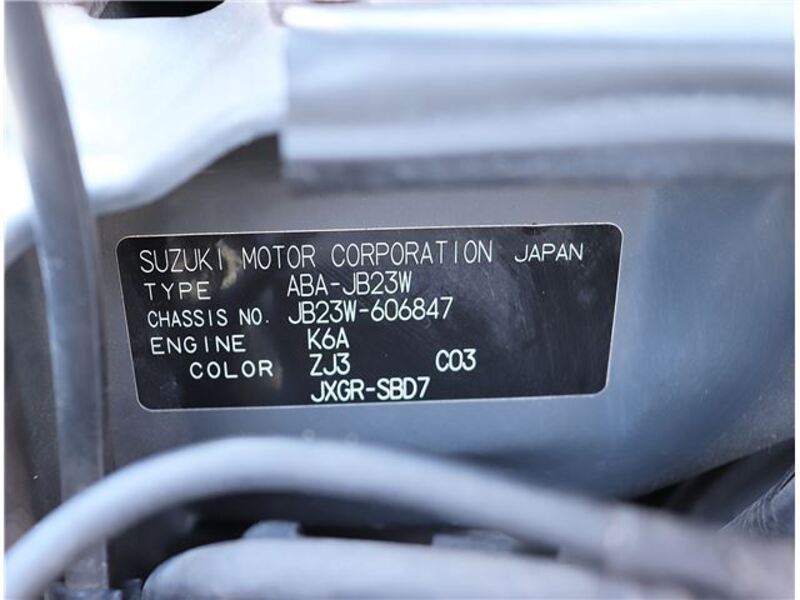 SUZUKI MOTOR CORPORATION JAPAN
TYPE ABA-JB23W
CHASSIS NO. JB23W-606847
ENGINE K6A
COLOR ZJ3 C03
JXGR-SBD7